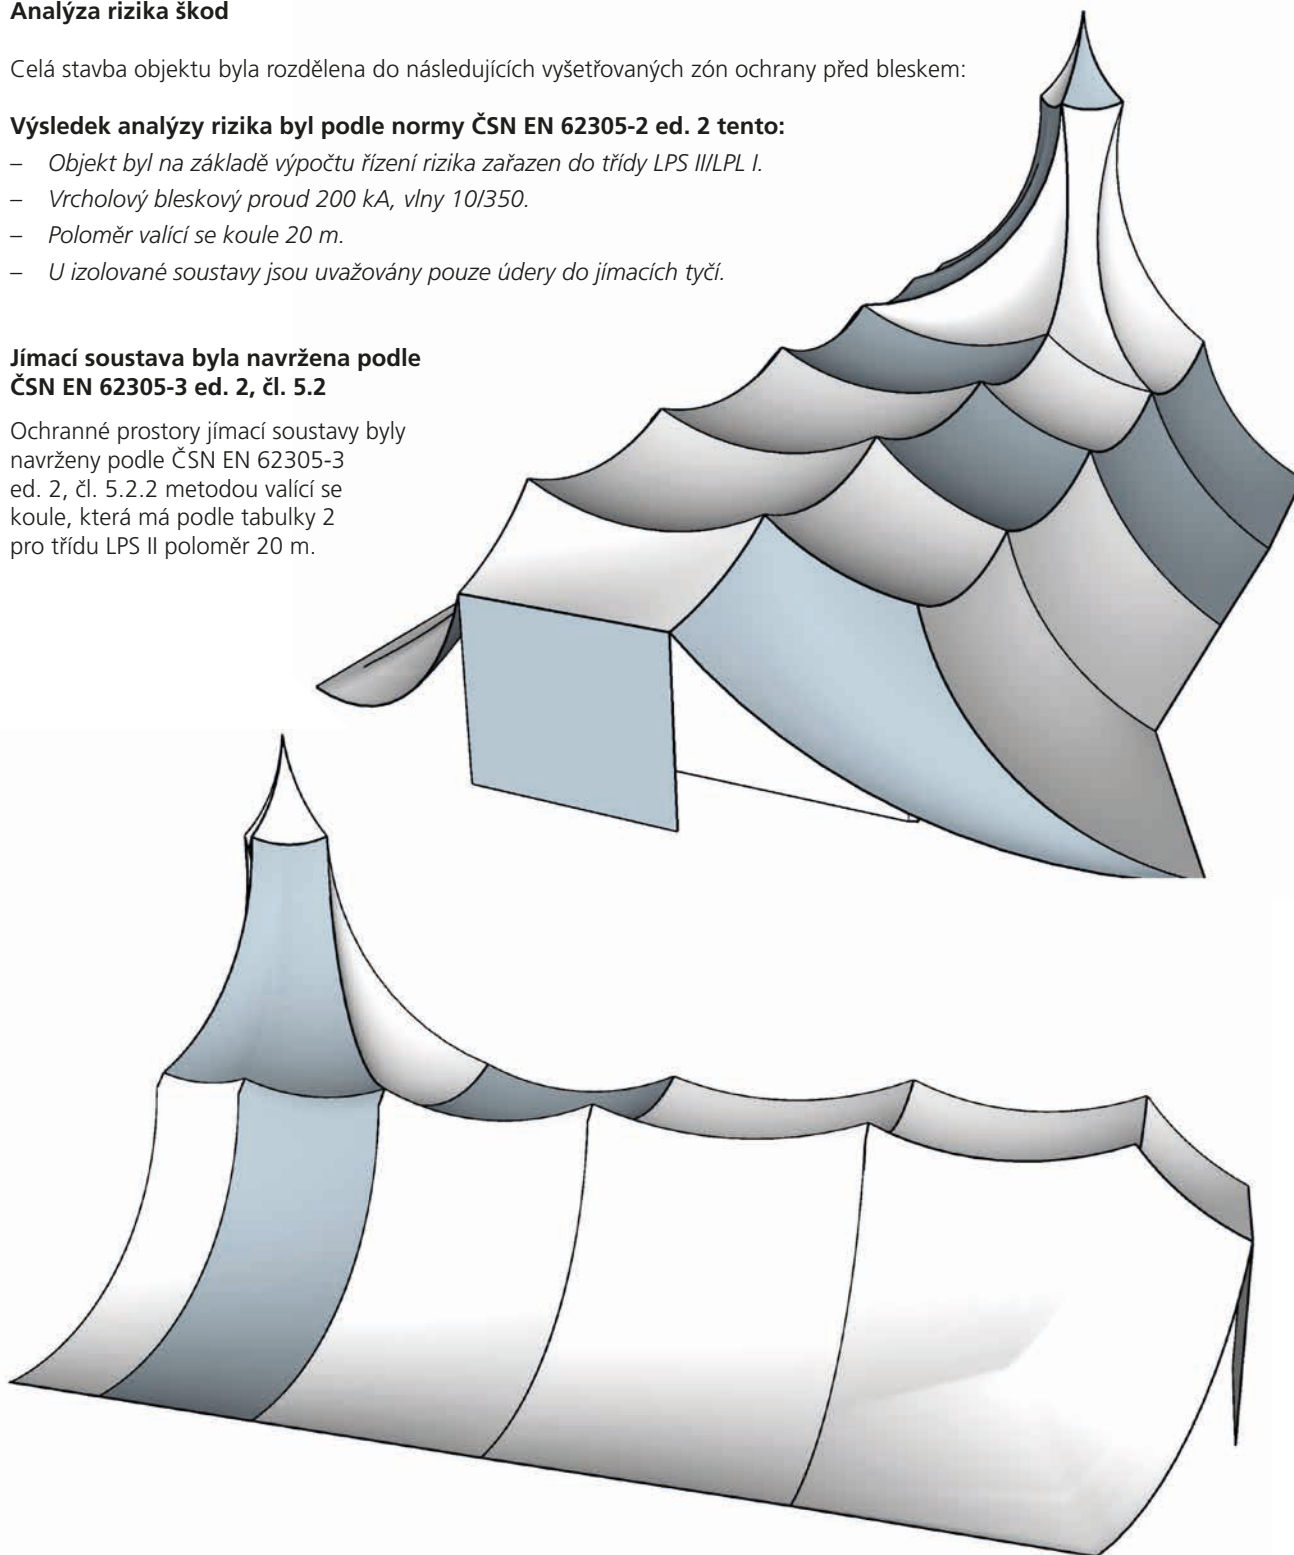 Analýza rizika škod
Celá stavba objektu byla rozdělena do následujících vyšetřovaných zón ochrany před bleskem:
Výsledek analýzy rizika byl podle normy ČSN EN 62305-2 ed. 2 tento:
– Objekt byl na základě výpočtu řízení rizika zařazen do třídy LPS II/LPL I.
– Vrcholový bleskový proud 200 kA, vlny 10/350.
– Poloměr valící se koule 20 m.
– U izolované soustavy jsou uvažovány pouze údery do jímacích tyčí.
Jímací soustava byla navržena podle
ČSN EN 62305-3 ed. 2, čl. 5.2
Ochranné prostory jímací soustavy byly
navrženy podle ČSN EN 62305-3
ed. 2, čl. 5.2.2 metodou valící se
koule, která má podle tabulky 2
pro třídu LPS II poloměr 20 m.